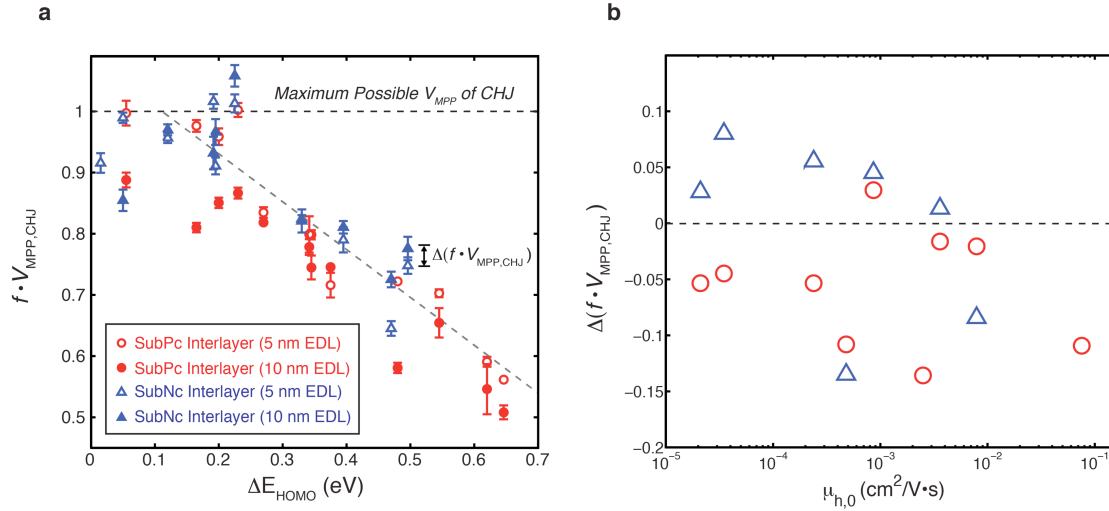 a
b
Maximum Possible V_MPP of CHJ
f • V_MPP,CHJ
1
0.9
0.8
0.7
0.6
0.5
Δ(f • V_MPP,CHJ)
SubPc Interlayer (5 nm EDL)
SubPc Interlayer (10 nm EDL)
SubNc Interlayer (5 nm EDL)
SubNc Interlayer (10 nm EDL)
0 0.1 0.2 0.3 0.4 0.5 0.6 0.7
ΔE_HOMO (eV)
Δ(f • V_MPP,CHJ)
0.1
0.05
0
−0.05
−0.1
−0.15
−0.2
10⁻⁵ 10⁻⁴ 10⁻³ 10⁻² 10⁻¹
μ_h,0 (cm²/V•s)